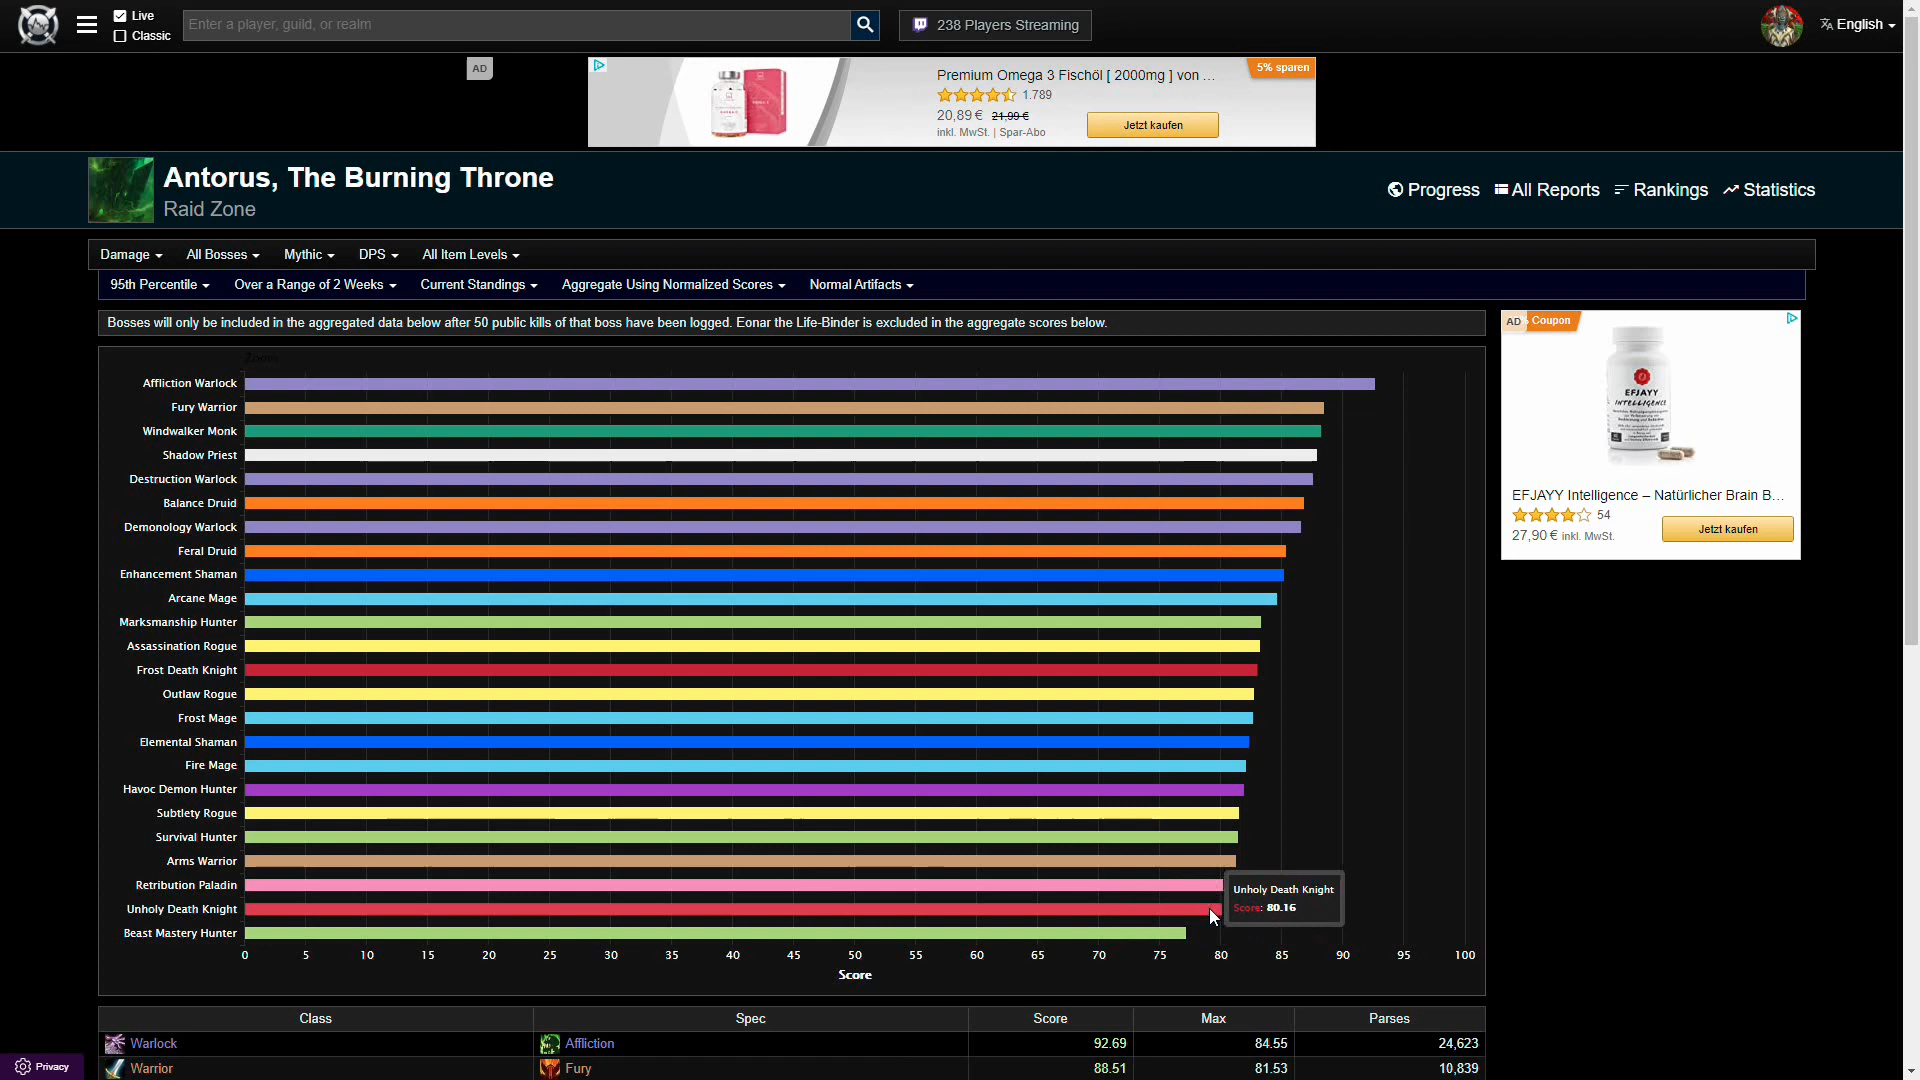 Live
Classic
Enter a player, guild, or realm
238 Players Streaming
English
AD
Premium Omega 3 Fischöl [ 2000mg ] von ...
5% sparen
1.789
20,89 € 21,99 €
inkl. MwSt. | Spar-Abo
Jetzt kaufen
Antorus, The Burning Throne
Raid Zone
Progress All Reports Rankings Statistics
Damage All Bosses Mythic DPS All Item Levels
95th Percentile Over a Range of 2 Weeks Current Standings Aggregate Using Normalized Scores Normal Artifacts
Bosses will only be included in the aggregated data below after 50 public kills of that boss have been logged. Eonar the Life-Binder is excluded in the aggregate scores below.
AD Coupon
EFJAYY
INTELLIGENCE
EFJAYY Intelligence – Natürlicher Brain B...
54
27,90 € inkl. MwSt.
Jetzt kaufen
Zoom
Affliction Warlock
Fury Warrior
Windwalker Monk
Shadow Priest
Destruction Warlock
Balance Druid
Demonology Warlock
Feral Druid
Enhancement Shaman
Arcane Mage
Marksmanship Hunter
Assassination Rogue
Frost Death Knight
Outlaw Rogue
Frost Mage
Elemental Shaman
Fire Mage
Havoc Demon Hunter
Subtlety Rogue
Survival Hunter
Arms Warrior
Retribution Paladin
Unholy Death Knight
Beast Mastery Hunter
Unholy Death Knight
Score: 80.16
0 5 10 15 20 25 30 35 40 45 50 55 60 65 70 75 80 85 90 95 100
Score
Class Spec Score Max Parses
Warlock Affliction 92.69 84.55 24,623
Warrior Fury 88.51 81.53 10,839
Privacy